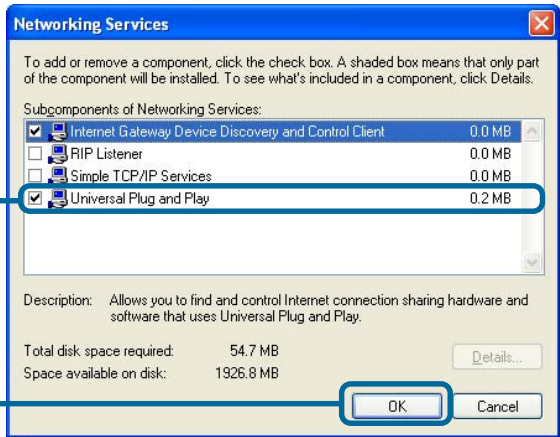 Networking Services
To add or remove a component, click the check box. A shaded box means that only part
of the component will be installed. To see what's included in a component, click Details.
Subcomponents of Networking Services:
Internet Gateway Device Discovery and Control Client 0.0 MB
RIP Listener 0.0 MB
Simple TCP/IP Services 0.0 MB
Universal Plug and Play 0.2 MB
Description: Allows you to find and control Internet connection sharing hardware and
software that uses Universal Plug and Play.
Total disk space required: 54.7 MB
Details...
Space available on disk: 1926.8 MB
OK Cancel